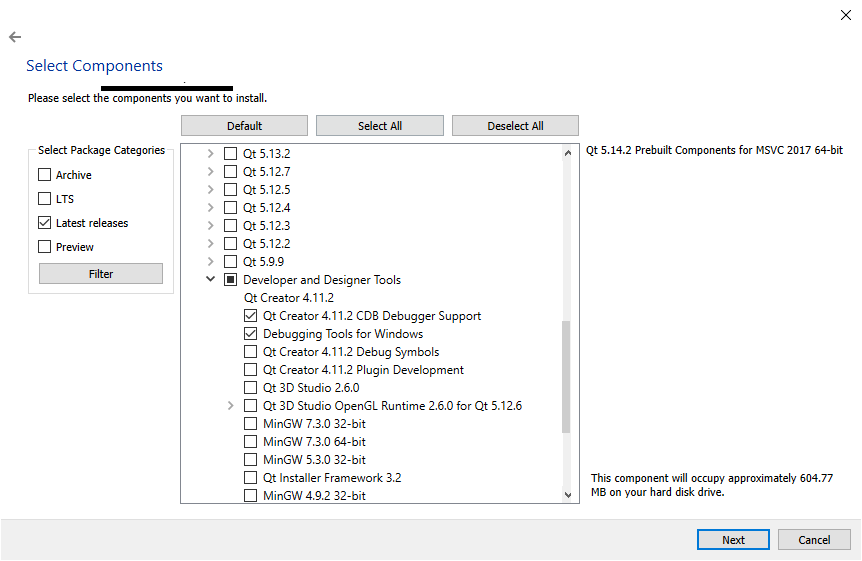 Select Components
Please select the components you want to install.
Default
Select All
Deselect All
Select Package Categories
Archive
LTS
Latest releases
Preview
Filter
Qt 5.13.2
Qt 5.12.7
Qt 5.12.5
Qt 5.12.4
Qt 5.12.3
Qt 5.12.2
Qt 5.9.9
Developer and Designer Tools
Qt Creator 4.11.2
Qt Creator 4.11.2 CDB Debugger Support
Debugging Tools for Windows
Qt Creator 4.11.2 Debug Symbols
Qt Creator 4.11.2 Plugin Development
Qt 3D Studio 2.6.0
Qt 3D Studio OpenGL Runtime 2.6.0 for Qt 5.12.6
MinGW 7.3.0 32-bit
MinGW 7.3.0 64-bit
MinGW 5.3.0 32-bit
Qt Installer Framework 3.2
MinGW 4.9.2 32-bit
Qt 5.14.2 Prebuilt Components for MSVC 2017 64-bit
This component will occupy approximately 604.77
MB on your hard disk drive.
Next
Cancel